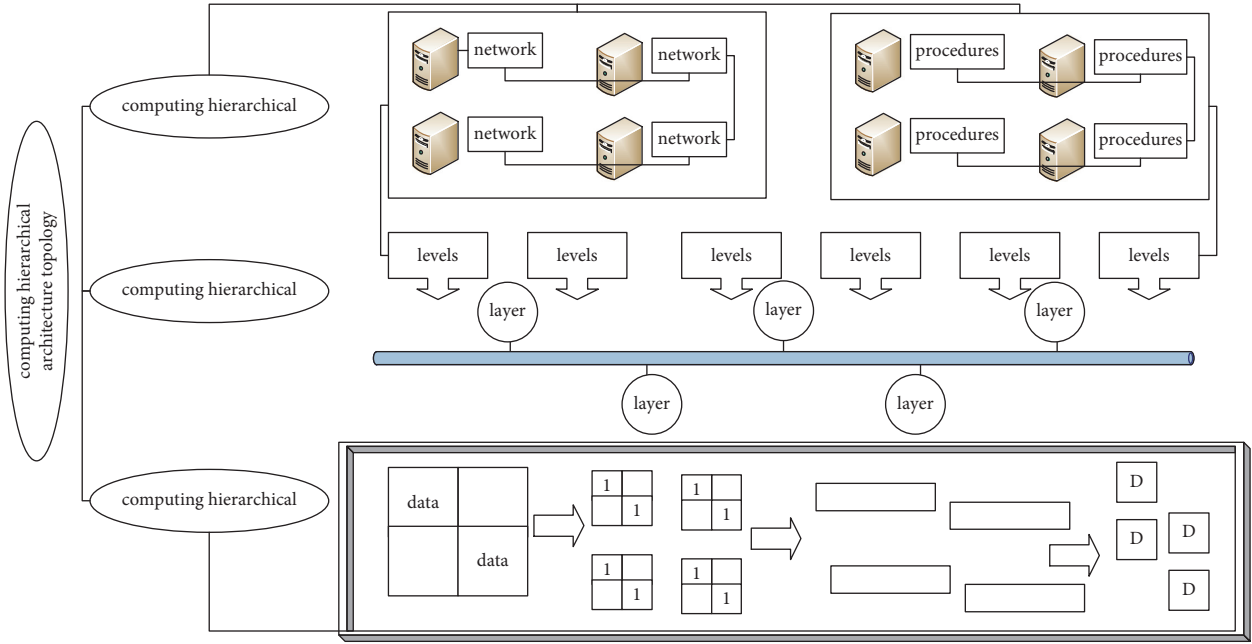 computing hierarchical
architecture topology
computing hierarchical
network
network
network
network
procedures
procedures
procedures
procedures
computing hierarchical
levels
levels
levels
levels
levels
levels
layer
layer
layer
layer
layer
computing hierarchical
data
data
1
1
1
1
1
1
1
1
D
D
D
D